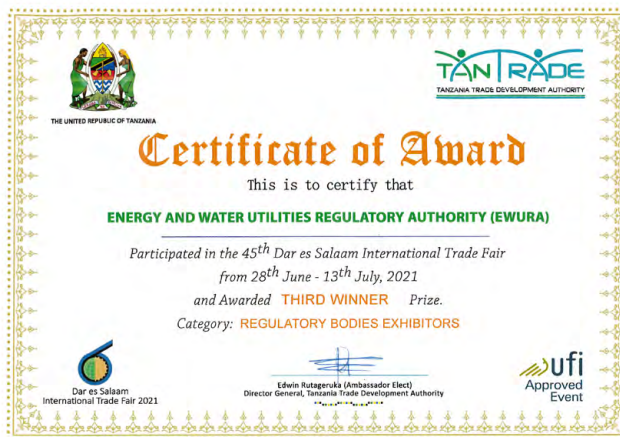 TANTRADE
TANZANIA TRADE DEVELOPMENT AUTHORITY
THE UNITED REPUBLIC OF TANZANIA
Certificate of Award
This is to certify that
ENERGY AND WATER UTILITIES REGULATORY AUTHORITY (EWURA)
Participated in the 45th Dar es Salaam International Trade Fair
from 28th June - 13th July, 2021
and Awarded THIRD WINNER Prize.
Category: REGULATORY BODIES EXHIBITORS
Dar es Salaam
International Trade Fair 2021
Edwin Rutageruka (Ambassador Elect)
Director General, Tanzania Trade Development Authority
ufi
Approved
Event